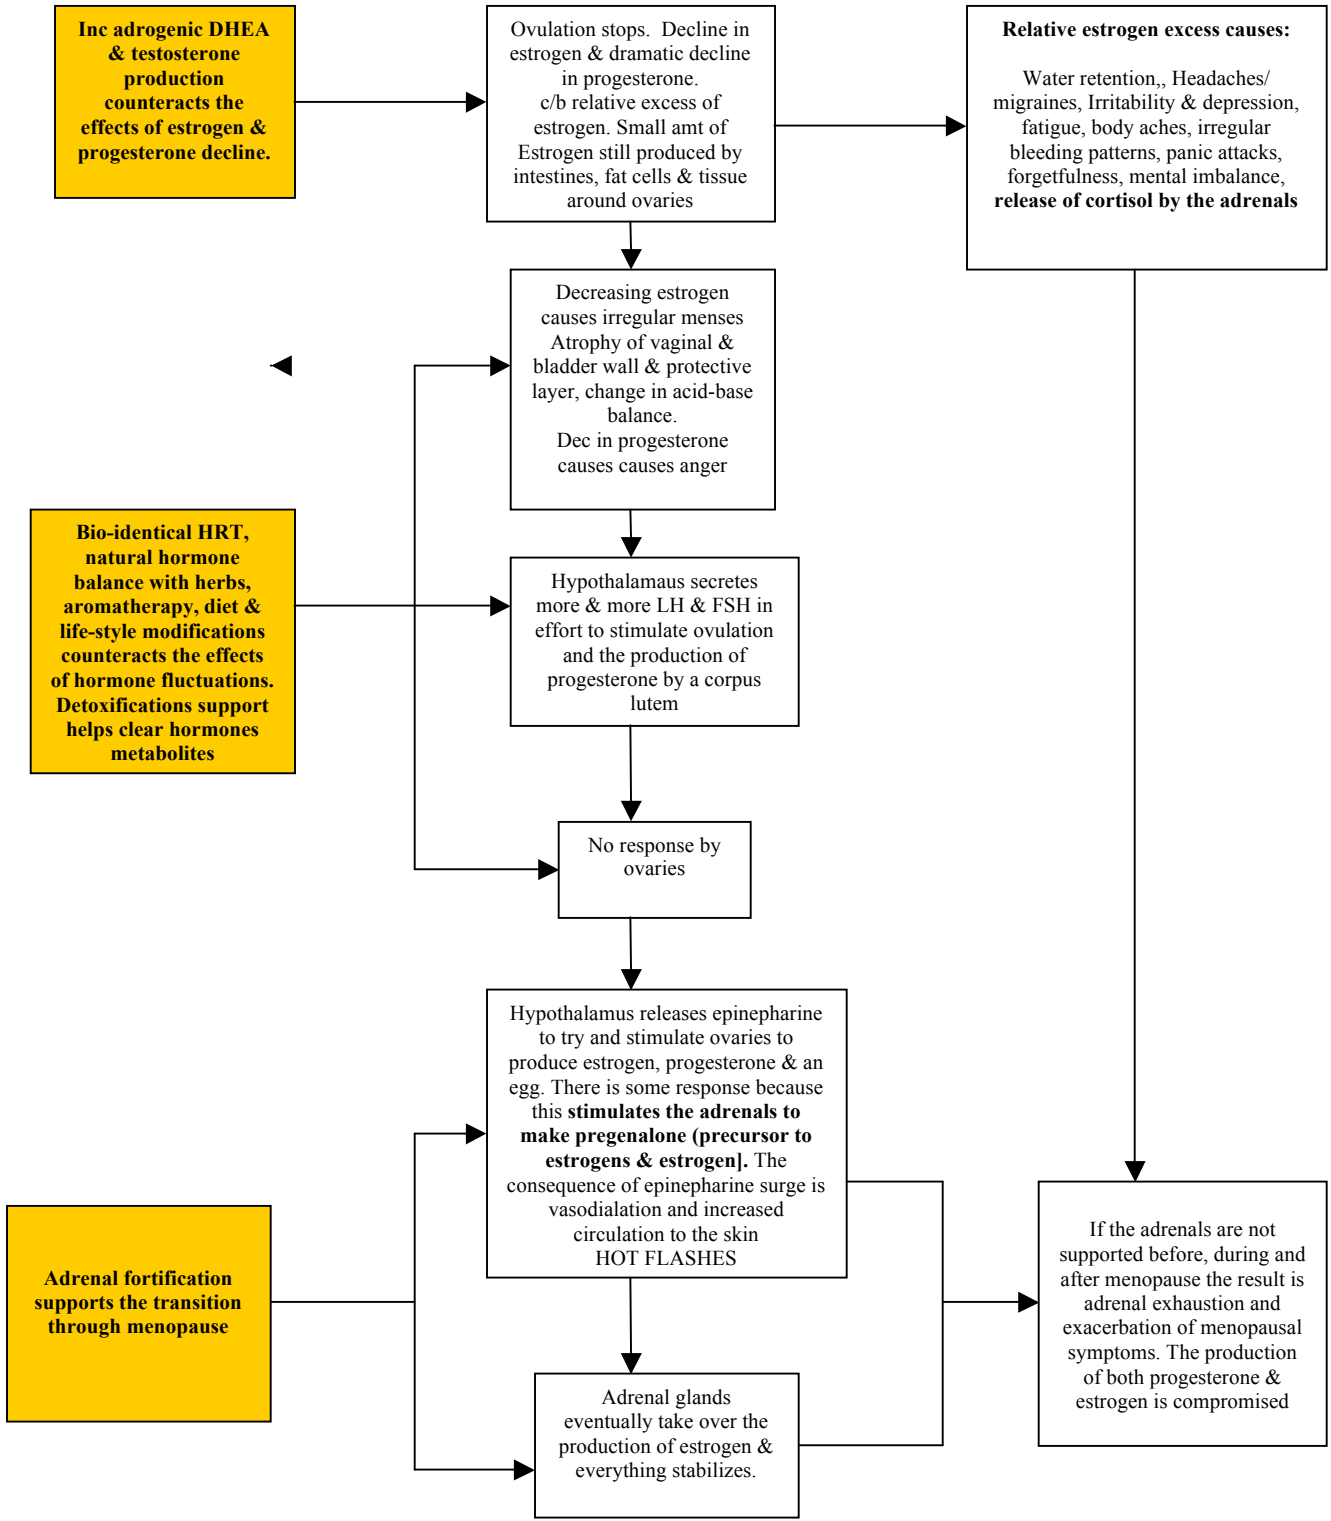 Inc adrogenic DHEA
& testosterone
production
counteracts the
effects of estrogen &
progesterone decline.
Ovulation stops. Decline in
estrogen & dramatic decline
in progesterone.
c/b relative excess of
estrogen. Small amt of
Estrogen still produced by
intestines, fat cells & tissue
around ovaries
Relative estrogen excess causes:
Water retention,, Headaches/
migraines, Irritability & depression,
fatigue, body aches, irregular
bleeding patterns, panic attacks,
forgetfulness, mental imbalance,
release of cortisol by the adrenals
Decreasing estrogen
causes irregular menses
Atrophy of vaginal &
bladder wall & protective
layer, change in acid-base
balance.
Dec in progesterone
causes causes anger
Bio-identical HRT,
natural hormone
balance with herbs,
aromatherapy, diet &
life-style modifications
counteracts the effects
of hormone fluctuations.
Detoxifications support
helps clear hormones
metabolites
Hypothalamaus secretes
more & more LH & FSH in
effort to stimulate ovulation
and the production of
progesterone by a corpus
lutem
No response by
ovaries
Hypothalamus releases epinepharine
to try and stimulate ovaries to
produce estrogen, progesterone & an
egg. There is some response because
this stimulates the adrenals to
make pregenalone (precursor to
estrogens & estrogen]. The
consequence of epinepharine surge is
vasodialation and increased
circulation to the skin
HOT FLASHES
Adrenal fortification
supports the transition
through menopause
If the adrenals are not
supported before, during and
after menopause the result is
adrenal exhaustion and
exacerbation of menopausal
symptoms. The production
of both progesterone &
estrogen is compromised
Adrenal glands
eventually take over the
production of estrogen &
everything stabilizes.